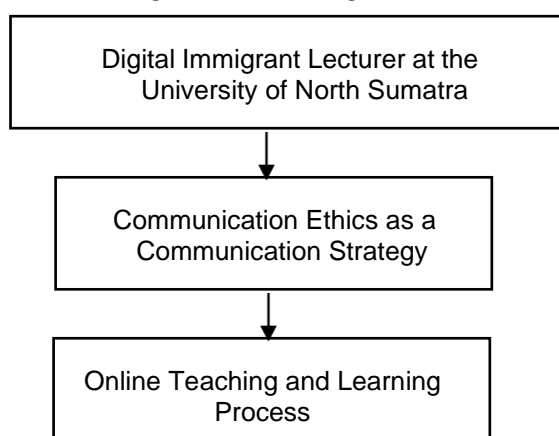 Digital Immigrant Lecturer at the
University of North Sumatra
Communication Ethics as a
Communication Strategy
Online Teaching and Learning
Process